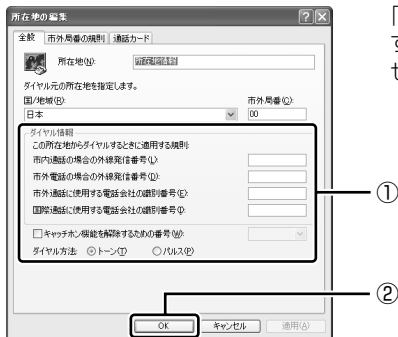 所在地の編集
全般 市外局番の規則 通話カード
所在地(N): 所在地情報
ダイヤル元の所在地を指定します。
国/地域(R): 市外局番(C):
日本 00
ダイヤル情報
この所在地からダイヤルするときに適用する規則:
市内通話の場合の外線発信番号(L):
市外電話の場合の外線発信番号(D):
市外通話に使用する電話会社の識別番号(E):
国際通話に使用する電話会社の識別番号(I):
キャッチホン機能を解除するための番号(W):
ダイヤル方法: トーン(T) パルス(P)
OK キャンセル 適用(A)
①
②
「
す
せ